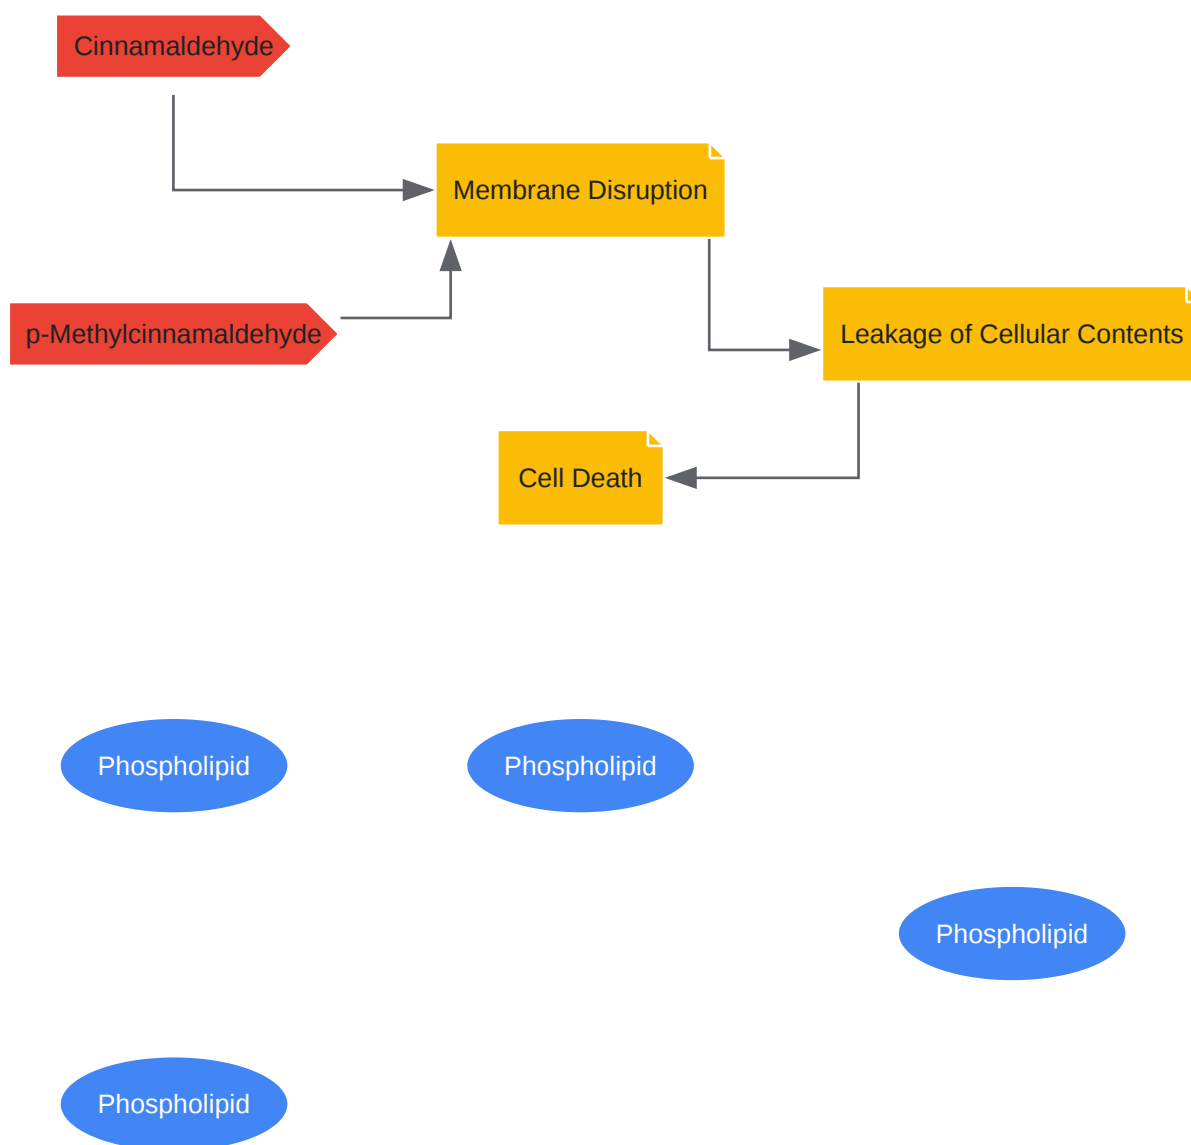 Cinnamaldehyde
Membrane Disruption
p-Methylcinnamaldehyde
Leakage of Cellular Contents
Cell Death
Phospholipid
Phospholipid
Phospholipid
Phospholipid